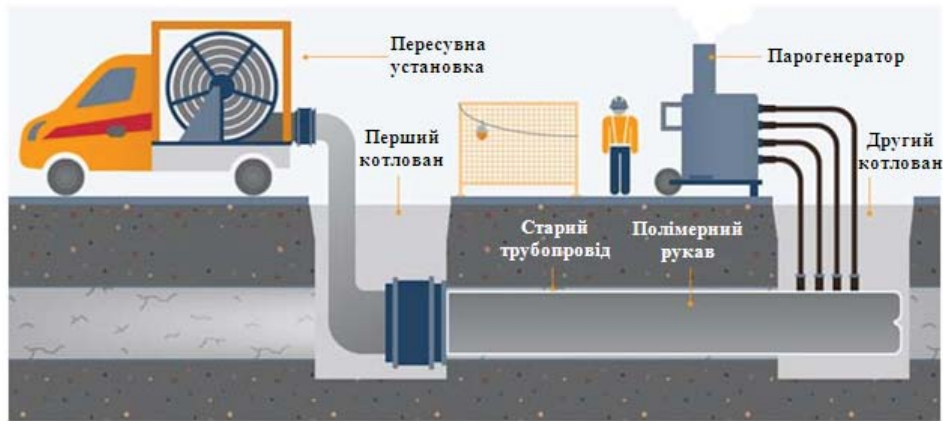 Пересувна
установка
Парогенератор
Перший
котлован
Другий
котлован
Старий
трубопровід
Полімерний
рукав